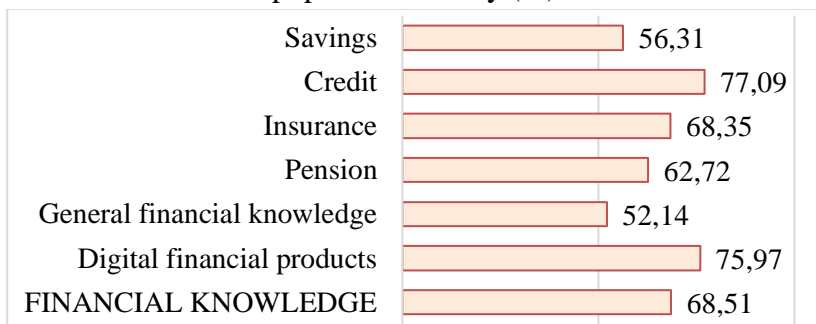 Savings 56,31
Credit 77,09
Insurance 68,35
Pension 62,72
General financial knowledge 52,14
Digital financial products 75,97
FINANCIAL KNOWLEDGE 68,51